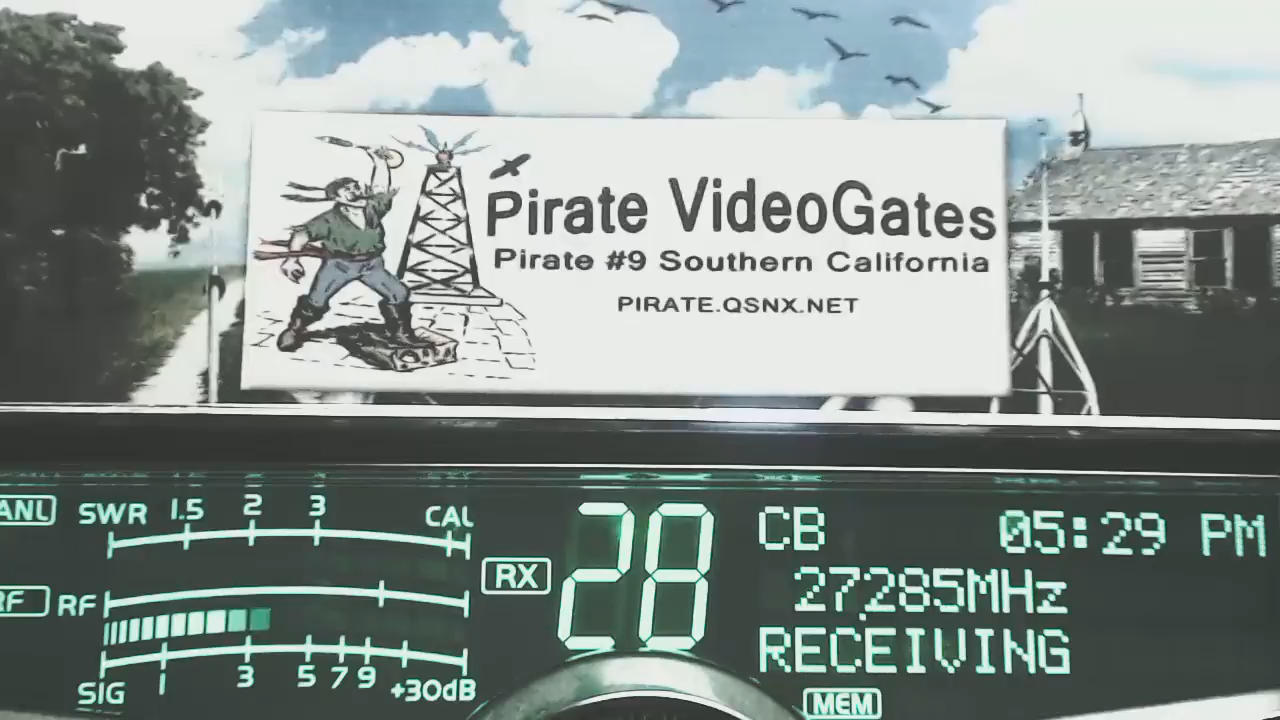 Pirate VideoGates
Pirate #9 Southern California
PIRATE.QSNX.NET
ANL SWR 1.5 2 3 CAL
RX
28
CB 05:29 PM
27.285MHz
RECEIVING
RF RF
SIG 1 3 5 7 9 +30dB
MEM